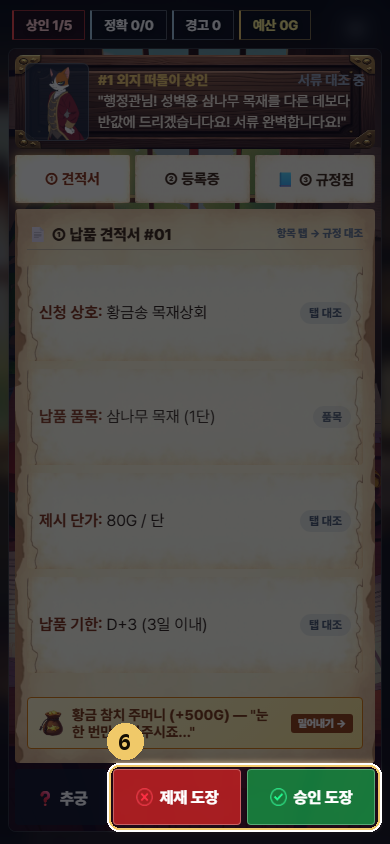 상인 1/5
정확 0/0
경고 0
예산 0G
#1 외지 떠돌이 상인
서류 대조 중
"행정관님! 성벽용 삼나무 목재를 다른 데보다
반값에 드리겠습니다요! 서류 완벽합니다요!"
① 견적서
② 등록증
③ 규정집
① 납품 견적서 #01
항목 탭 → 규정 대조
신청 상호: 황금송 목재상회
탭 대조
납품 품목: 삼나무 목재 (1단)
품목
제시 단가: 80G / 단
탭 대조
납품 기한: D+3 (3일 이내)
탭 대조
황금 참치 주머니 (+500G) — "눈
한 번만 주시죠..."
밀어내기 →
6
? 추궁
제재 도장
승인 도장